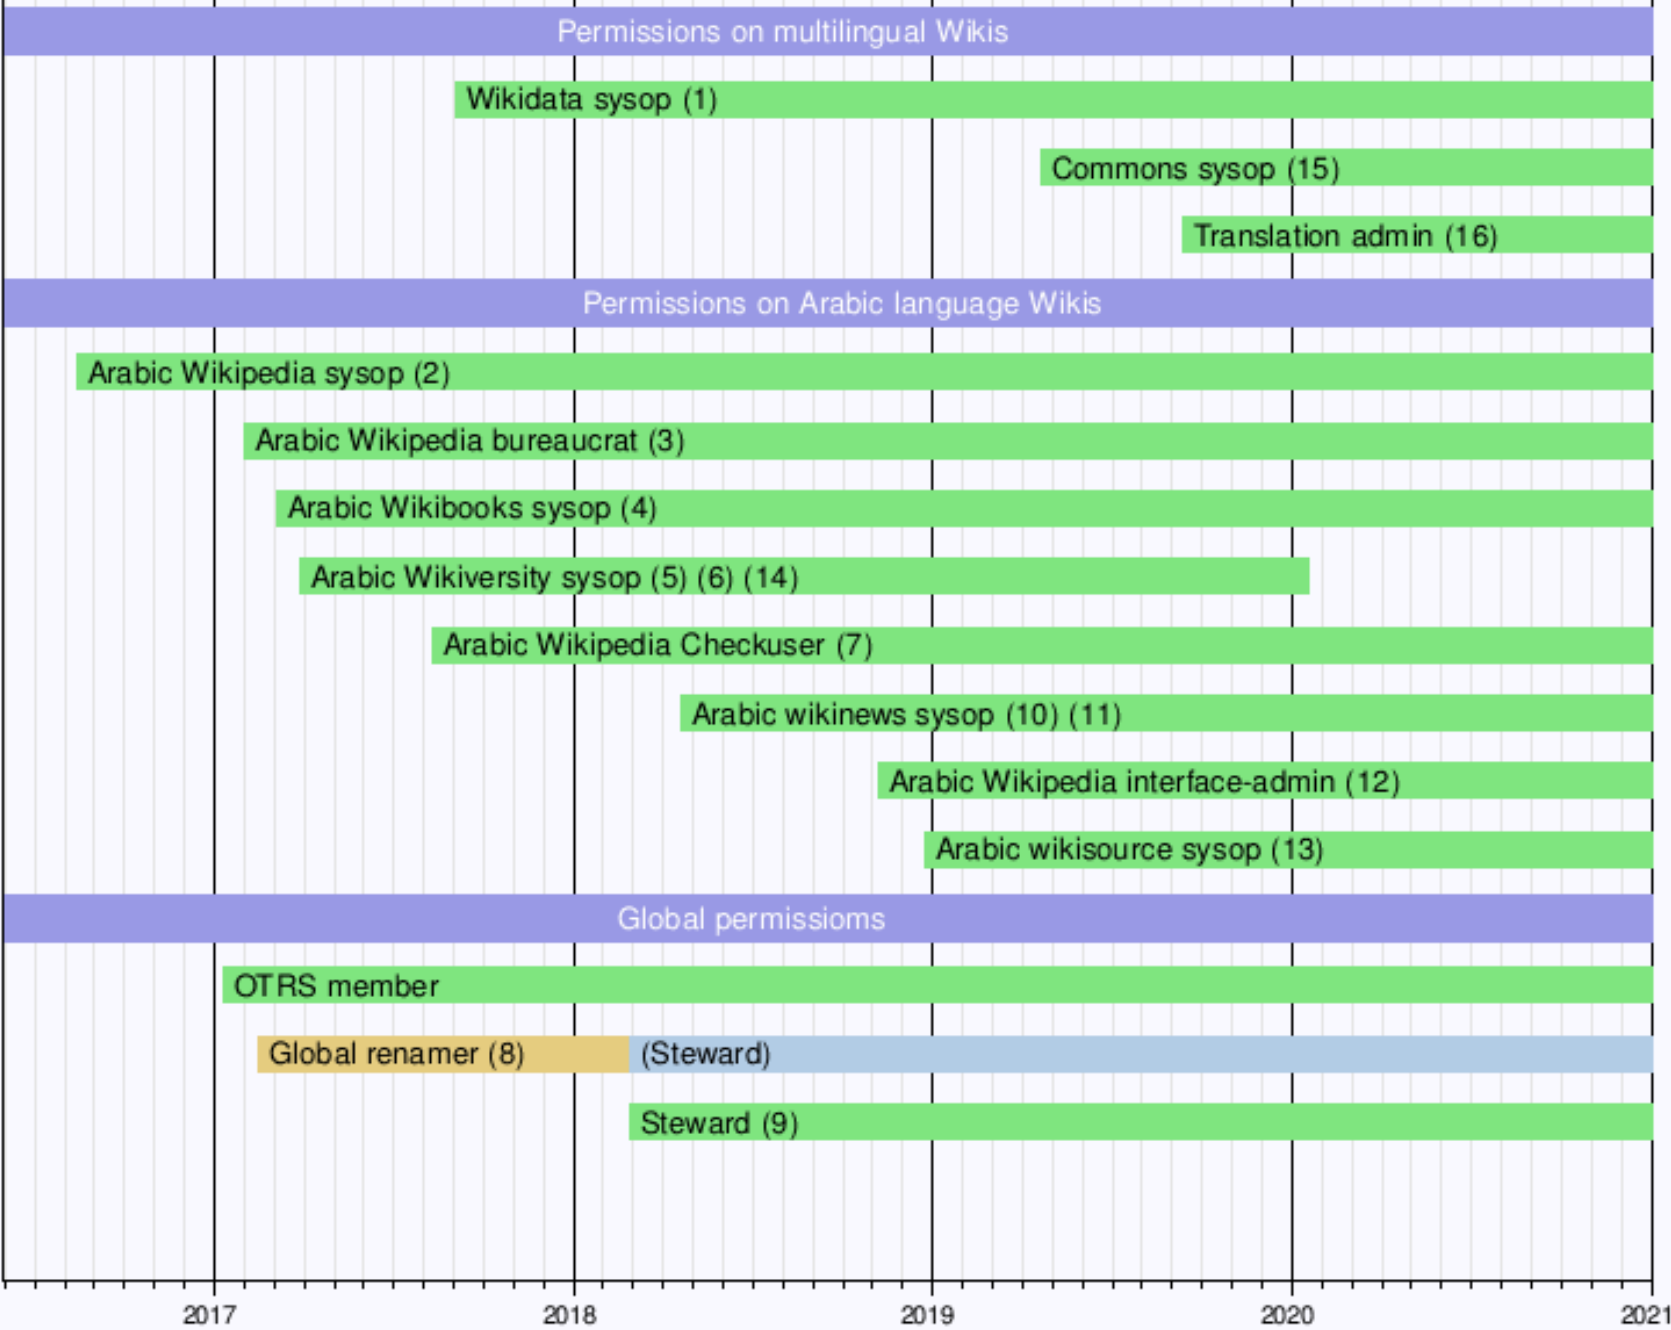 Permissions on multilingual Wikis
Wikidata sysop (1)
Commons sysop (15)
Translation admin (16)
Permissions on Arabic language Wikis
Arabic Wikipedia sysop (2)
Arabic Wikipedia bureaucrat (3)
Arabic Wikibooks sysop (4)
Arabic Wikiversity sysop (5) (6) (14)
Arabic Wikipedia Checkuser (7)
Arabic wikinews sysop (10) (11)
Arabic Wikipedia interface-admin (12)
Arabic wikisource sysop (13)
Global permissioms
OTRS member
Global renamer (8) (Steward)
Steward (9)
2017 2018 2019 2020 2021